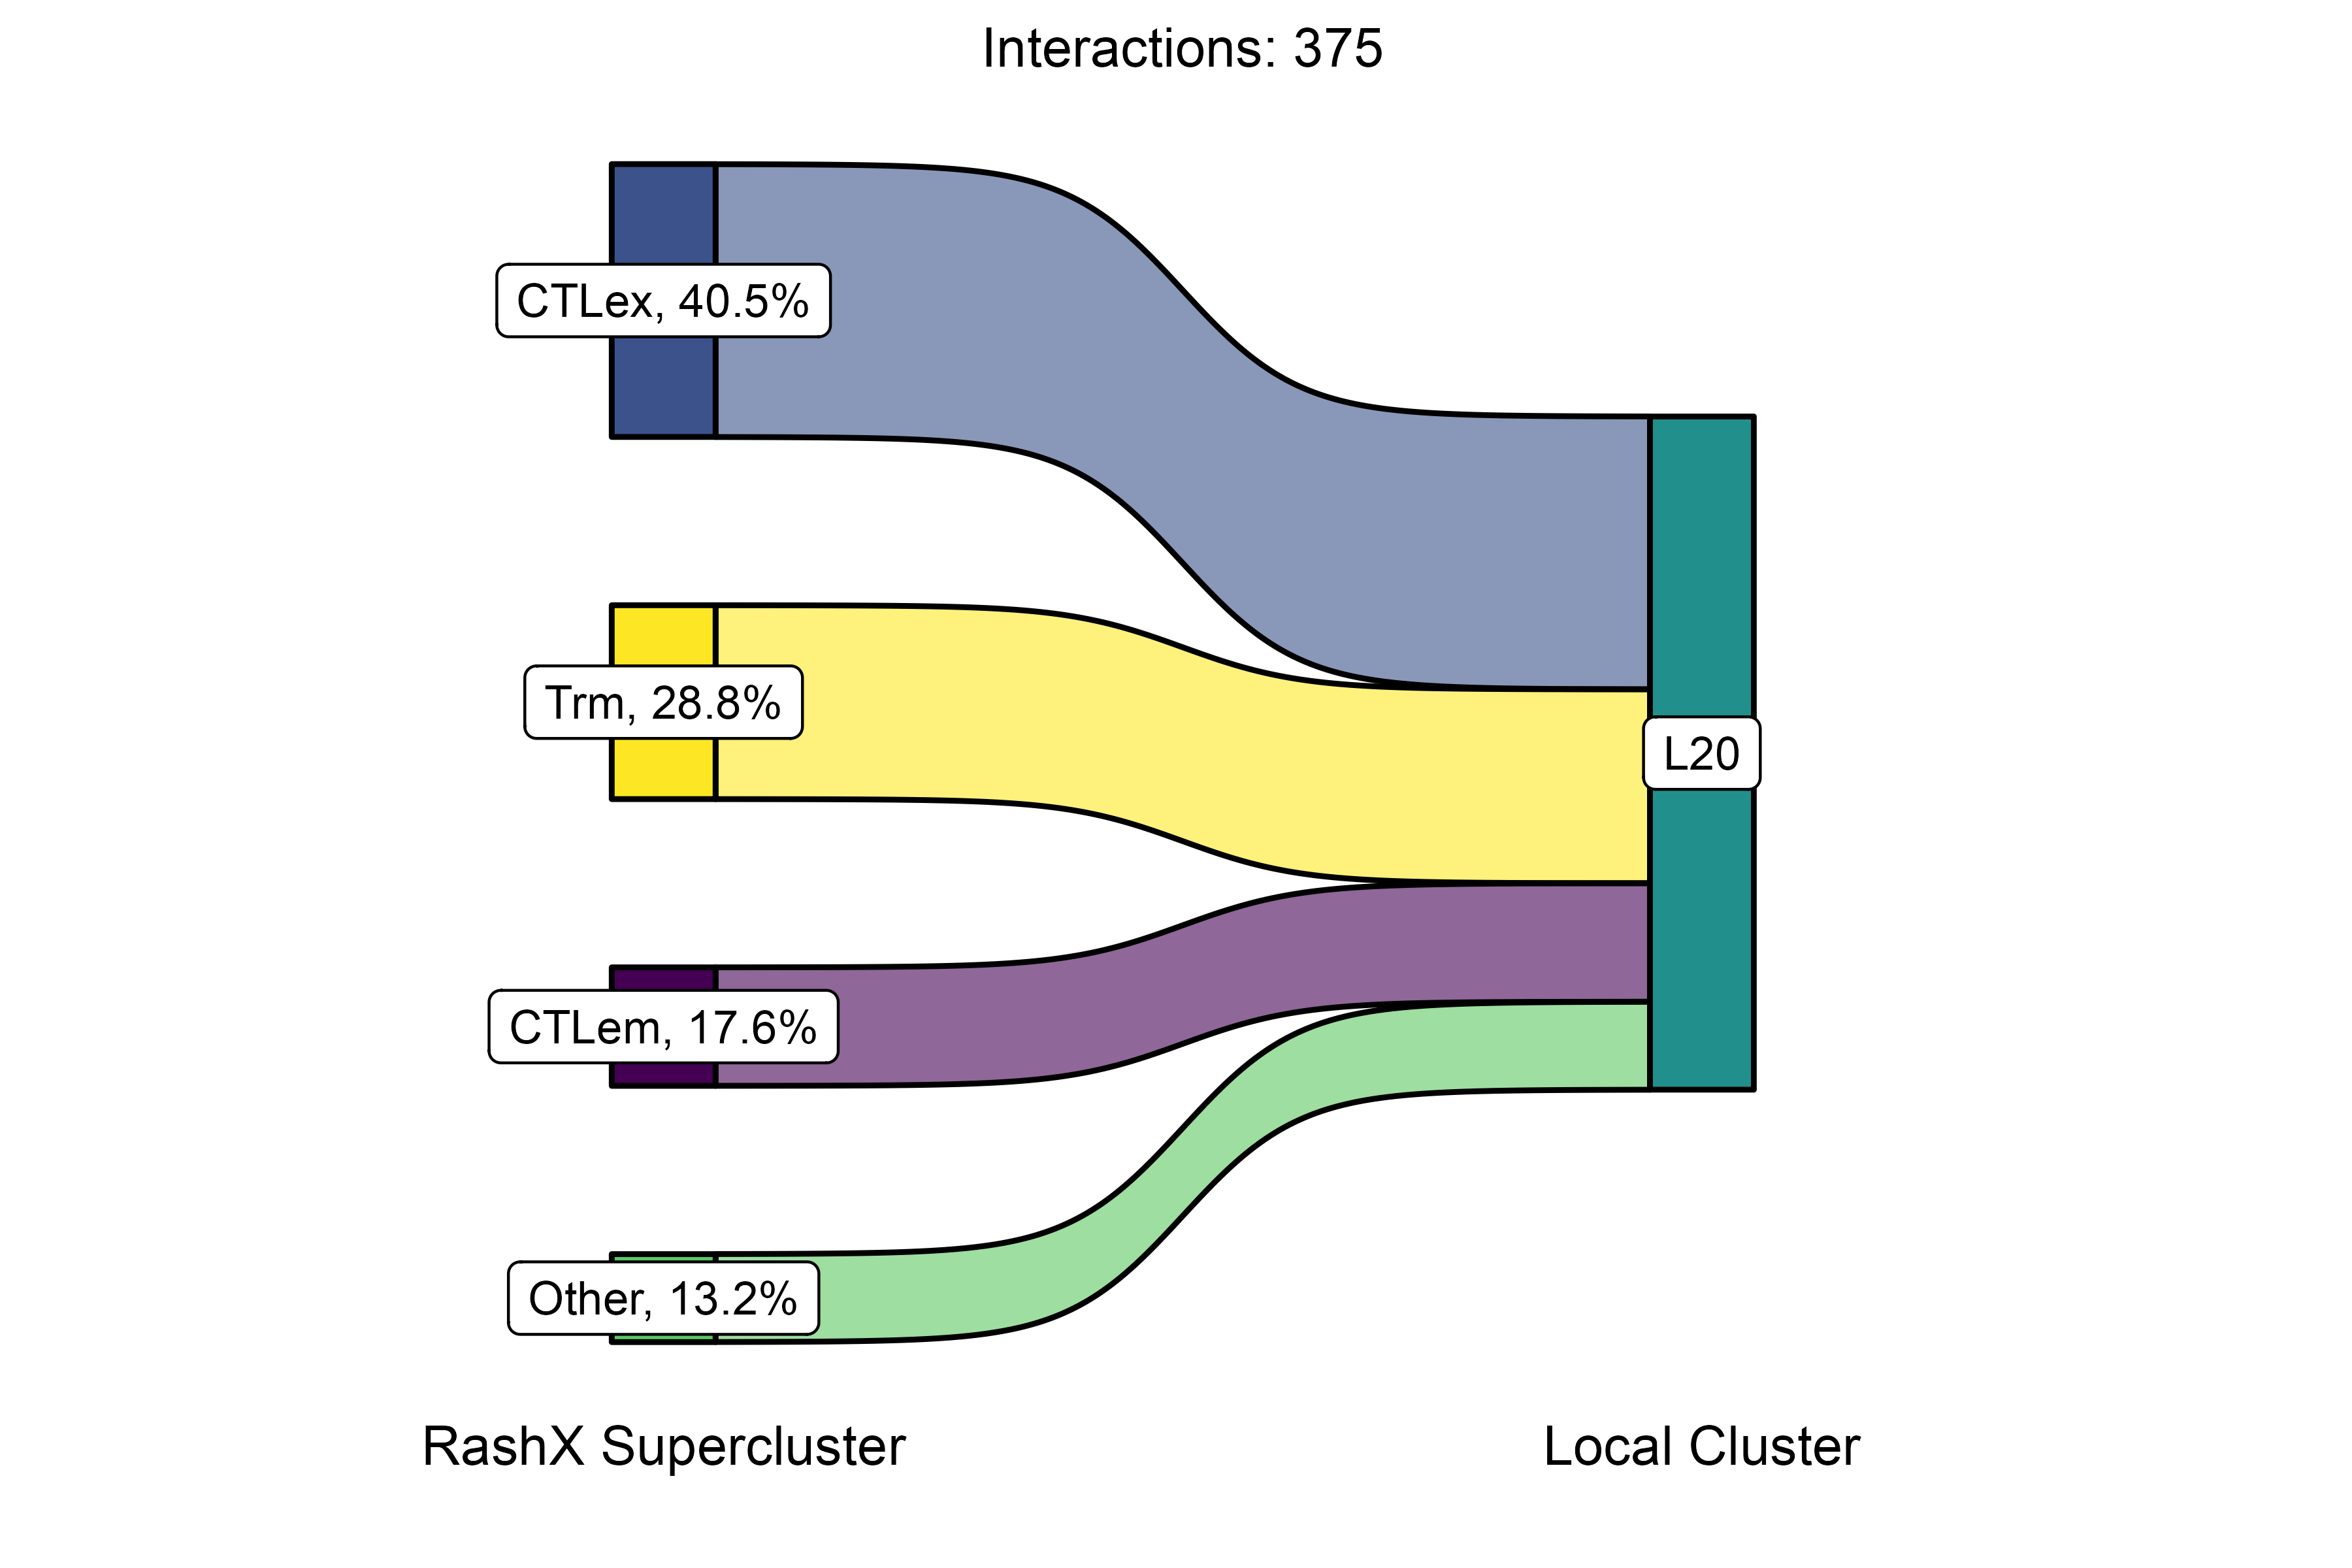 Interactions: 375
CTLex, 40.5%
Trm, 28.8%
L20
CTLem, 17.6%
Other, 13.2%
RashX Supercluster
Local Cluster